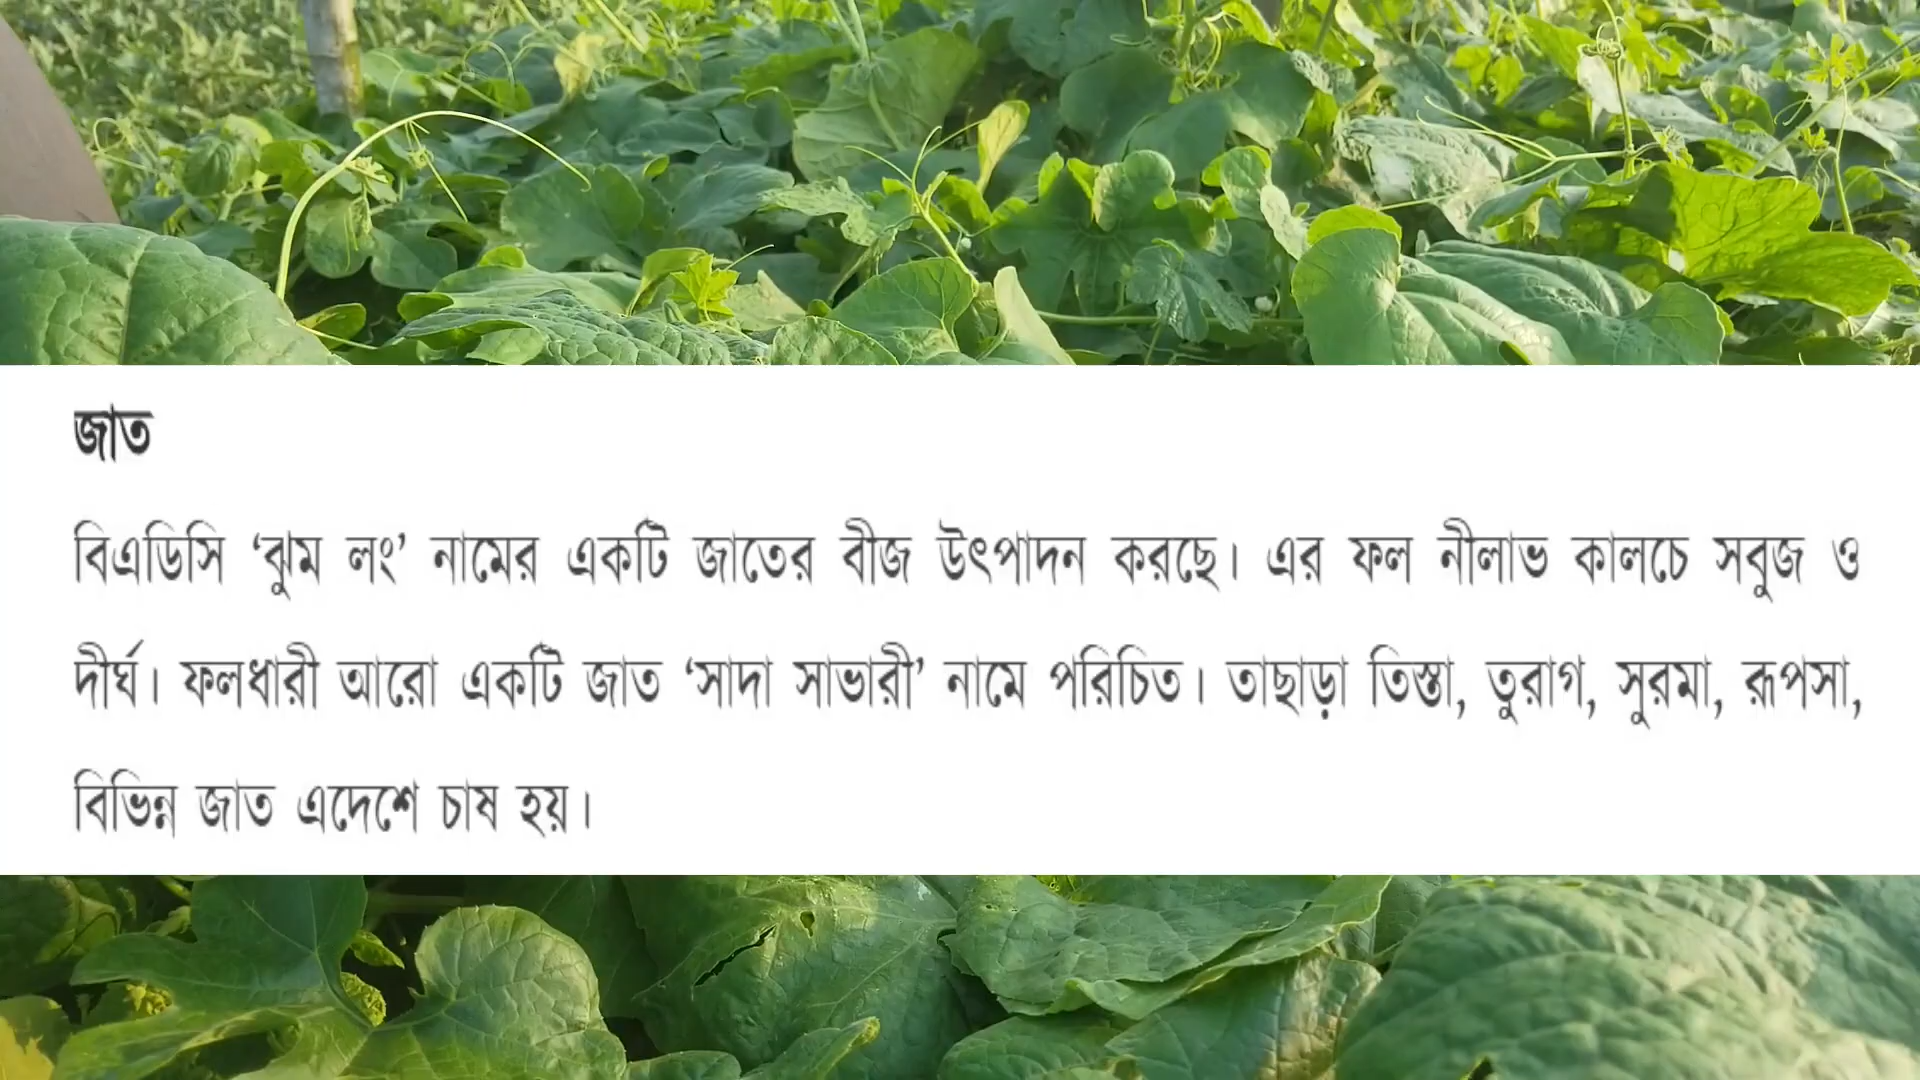 জাত
বিএডিসি ‘ঝুম লং’ নামের একটি জাতের বীজ উৎপাদন করছে। এর ফল নীলাভ কালচে সবুজ ও
দীর্ঘ। ফলধারী আরো একটি জাত ‘সাদা সাভারী’ নামে পরিচিত। তাছাড়া তিস্তা, তুরাগ, সুরমা, রূপসা,
বিভিন্ন জাত এদেশে চাষ হয়।